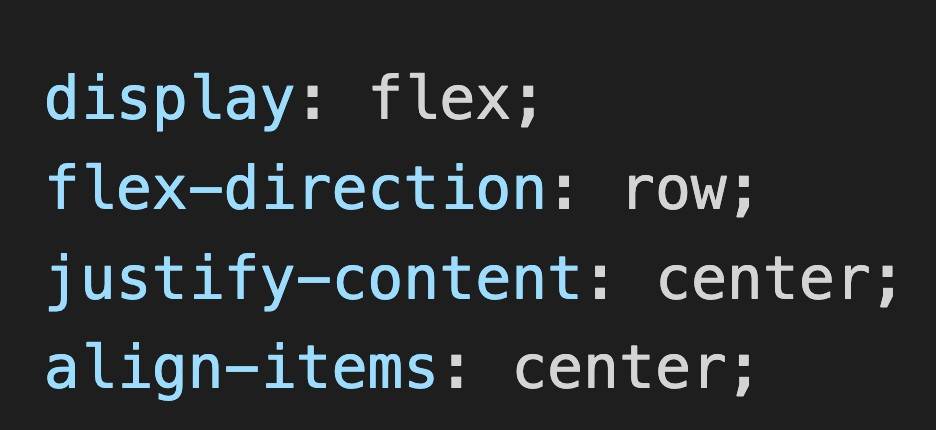 display: flex;
flex-direction: row;
justify-content: center;
align-items: center;